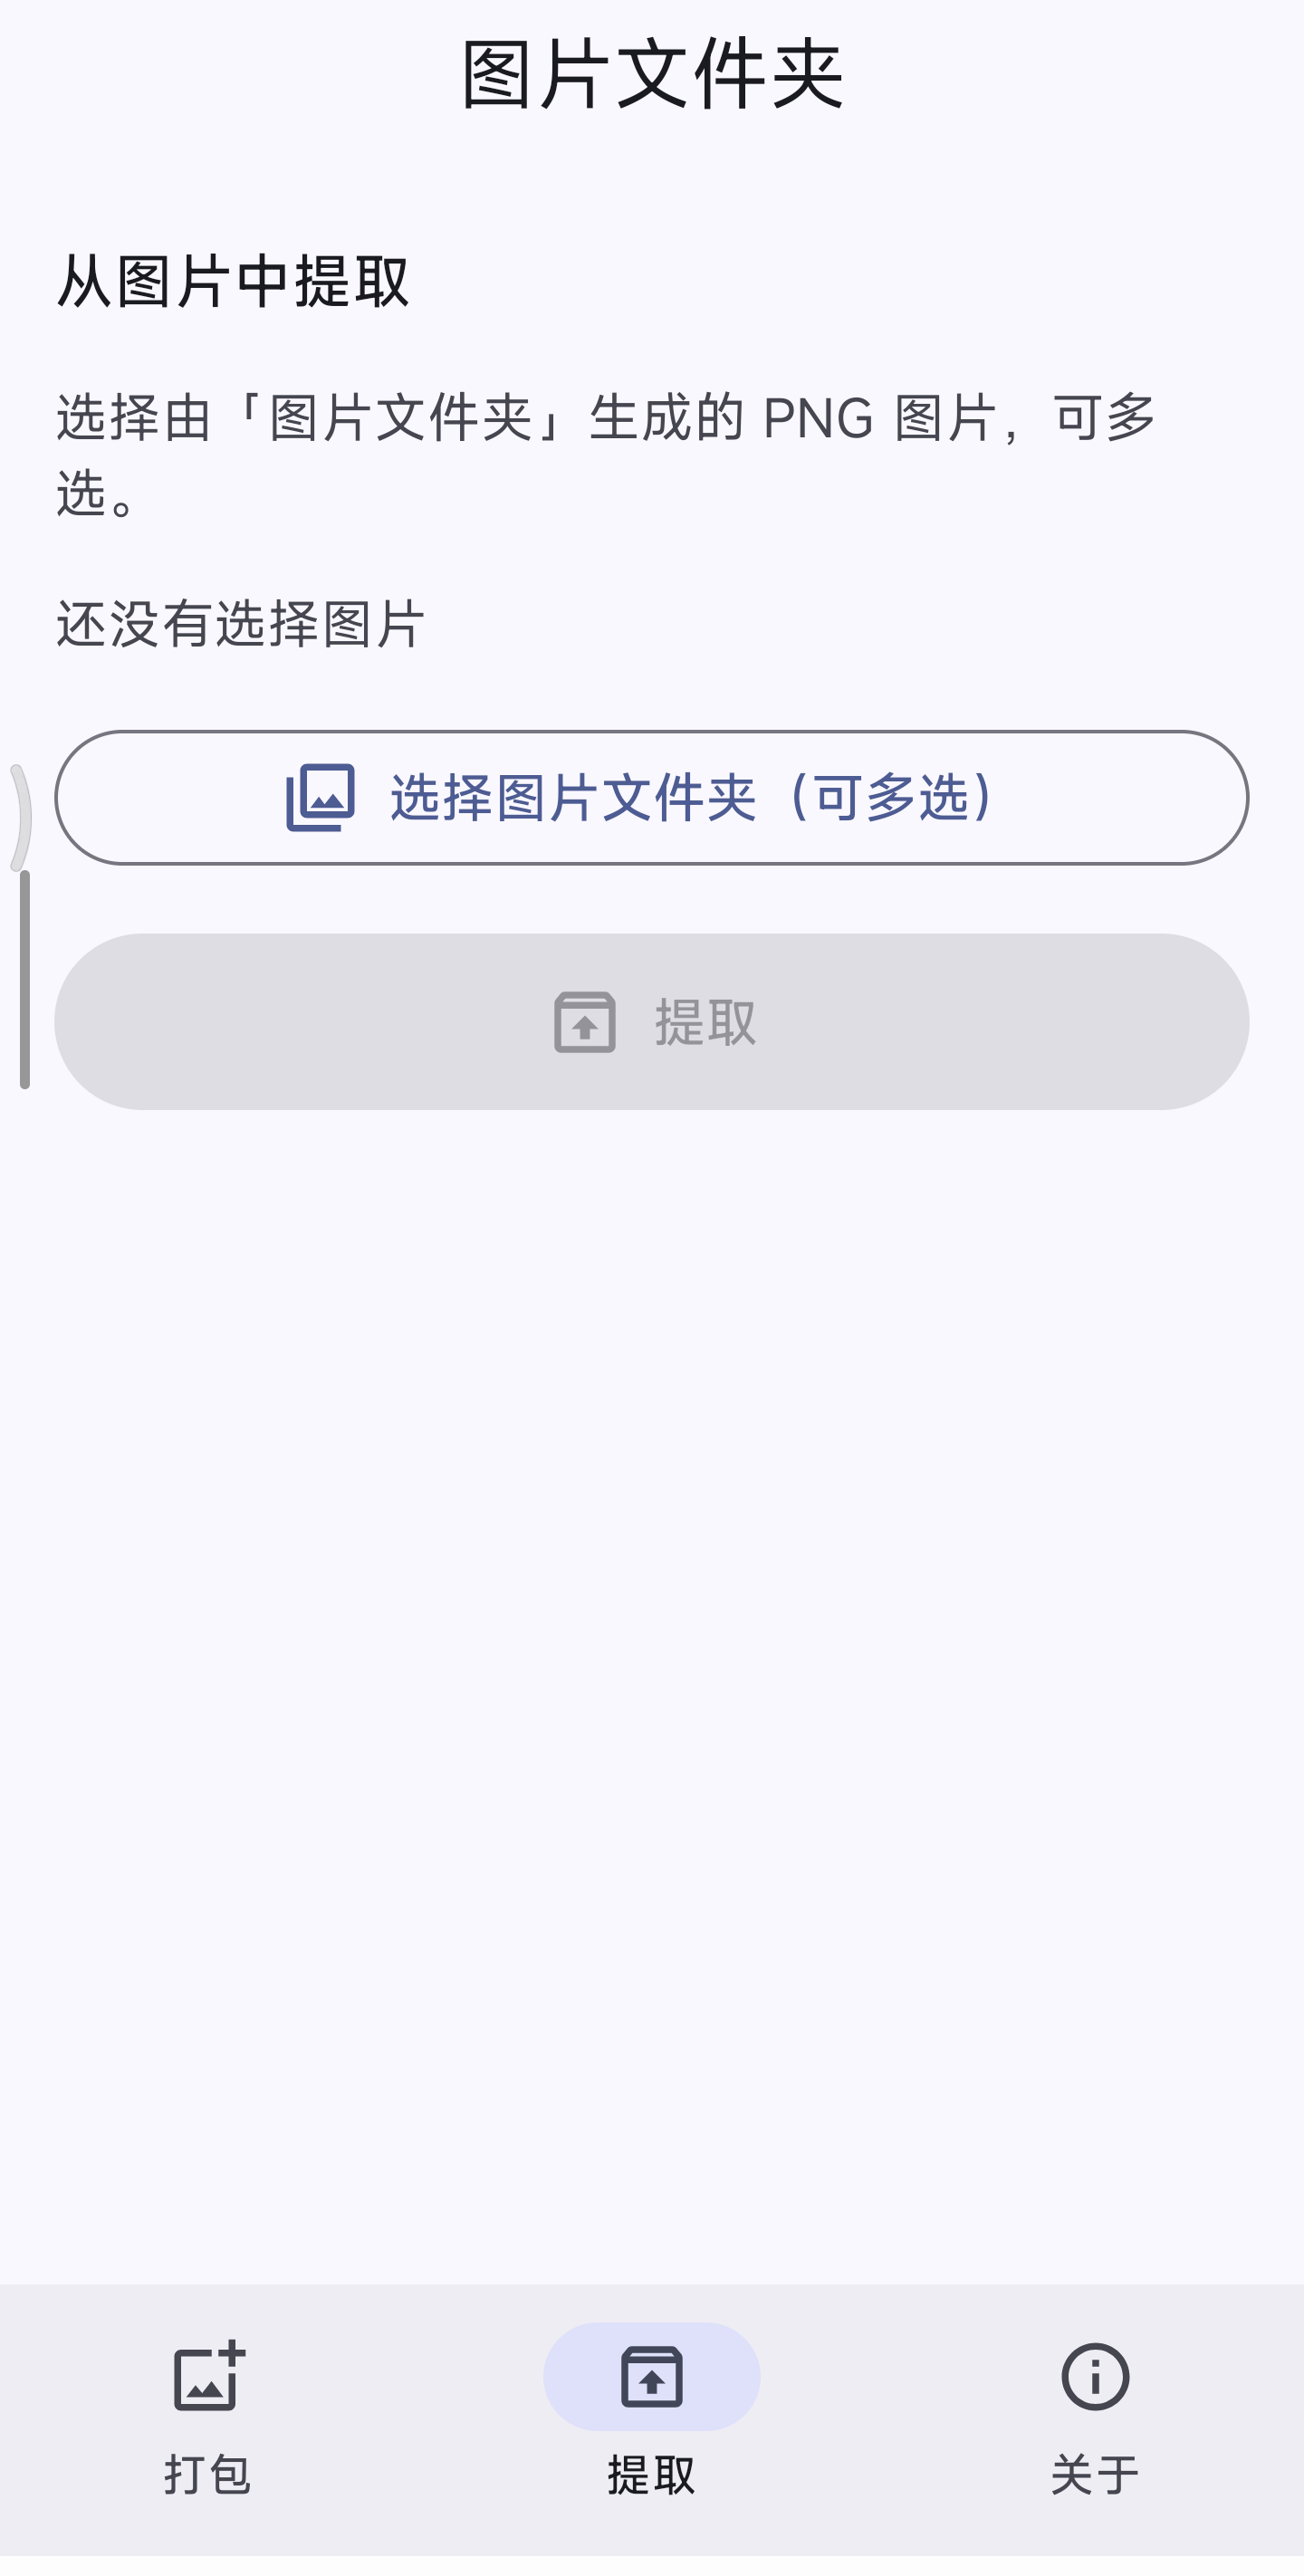 图片文件夹
从图片中提取
选择由「图片文件夹」生成的 PNG 图片，可多
选。
还没有选择图片
选择图片文件夹（可多选）
提取
打包
提取
关于